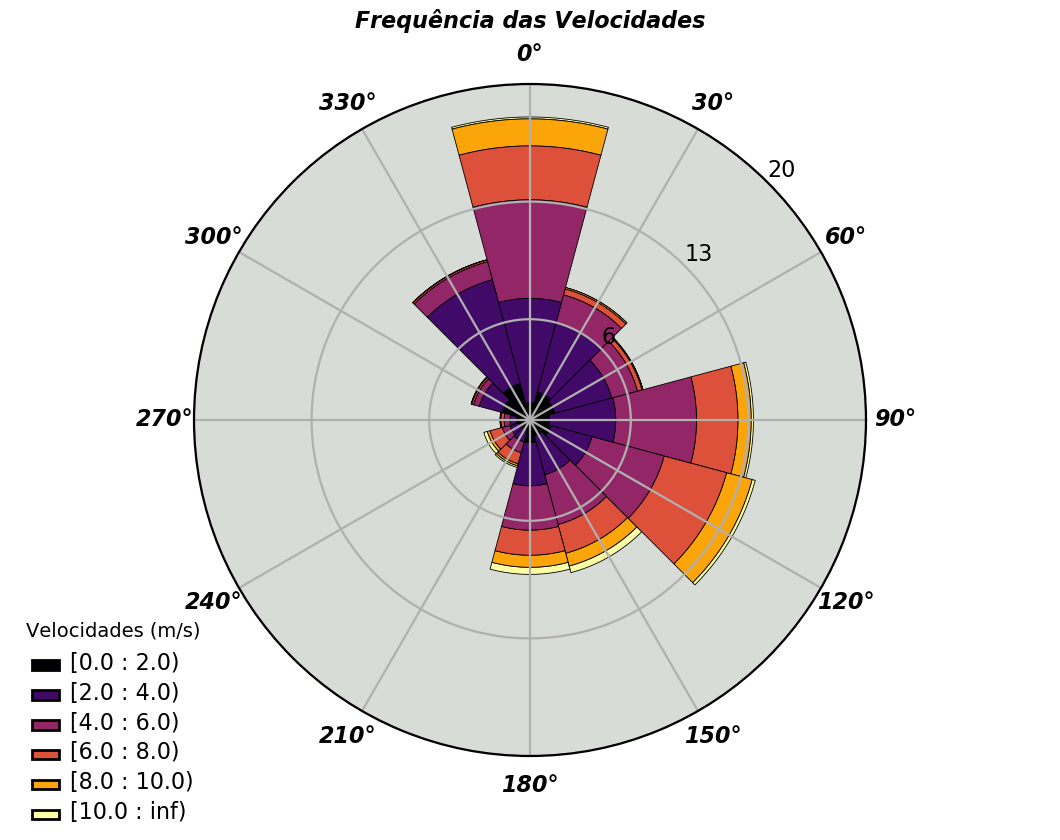 Frequência das Velocidades
0°
330°
30°
20
300°
60°
13
6
270°
90°
240°
120°
210°
150°
180°
Velocidades (m/s)
[0.0 : 2.0)
[2.0 : 4.0)
[4.0 : 6.0)
[6.0 : 8.0)
[8.0 : 10.0)
[10.0 : inf)